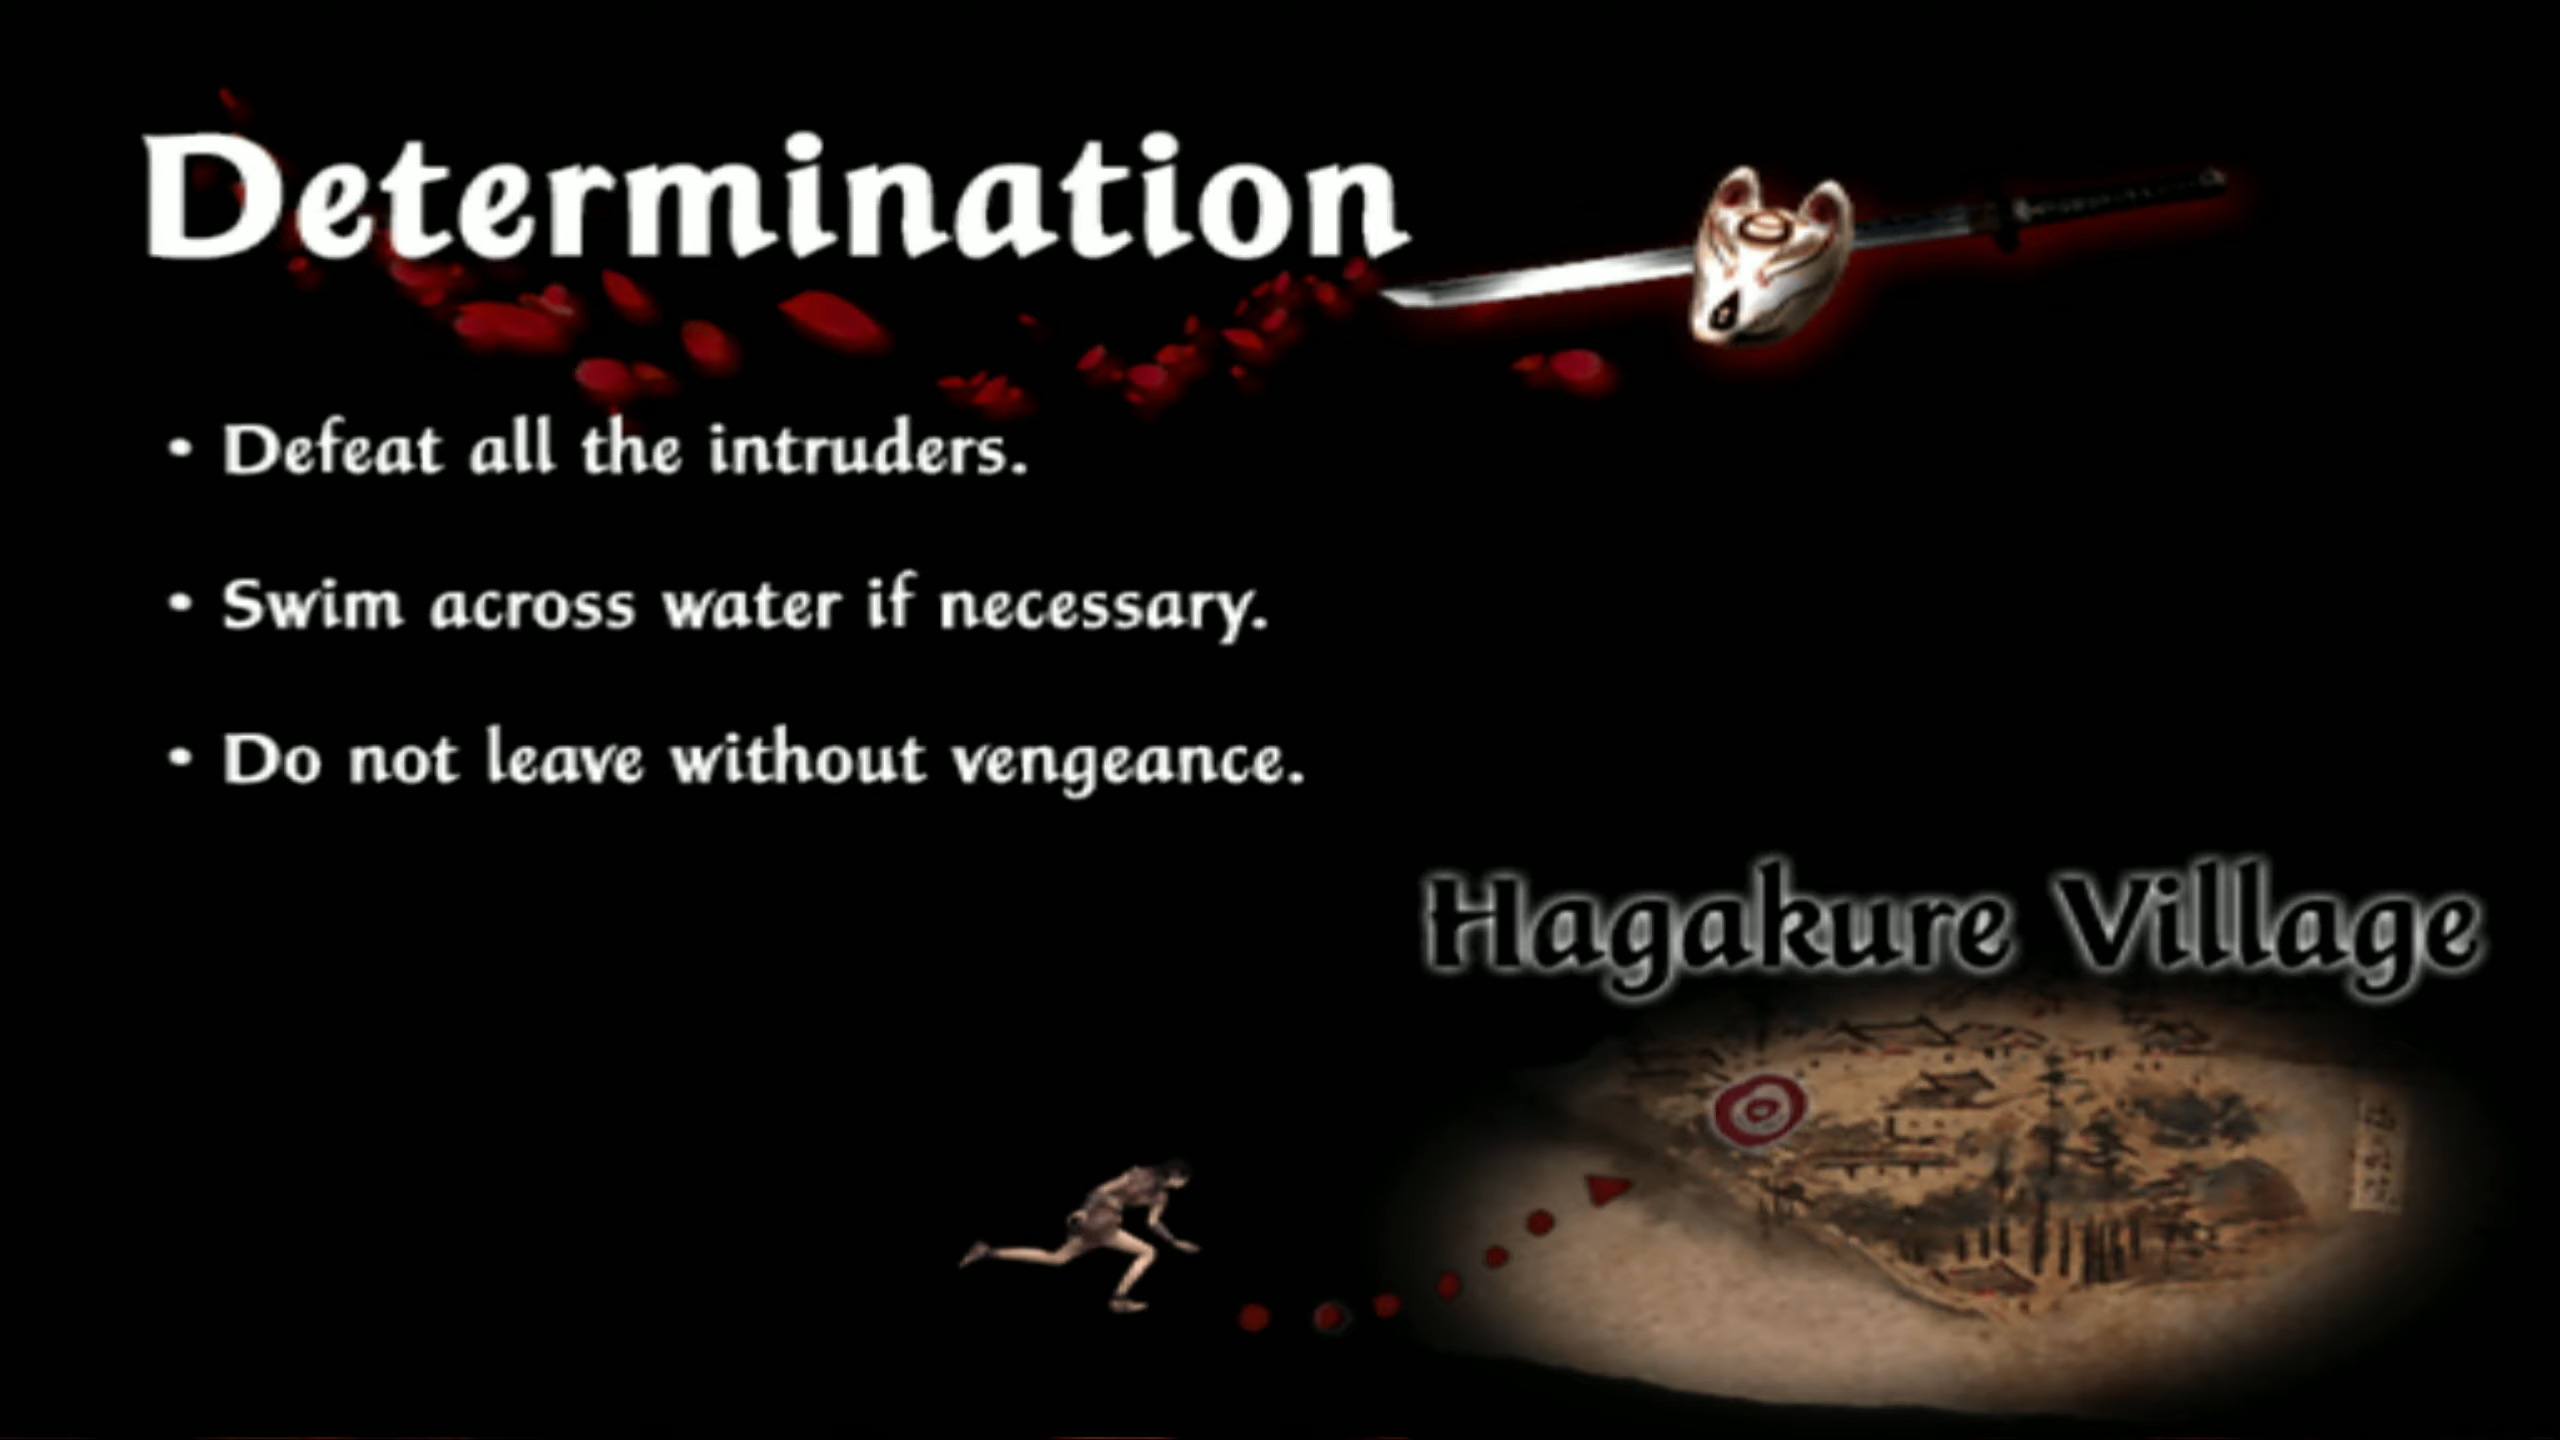 Determination
• Defeat all the intruders.
• Swim across water if necessary.
• Do not leave without vengeance.
Hagakure Village